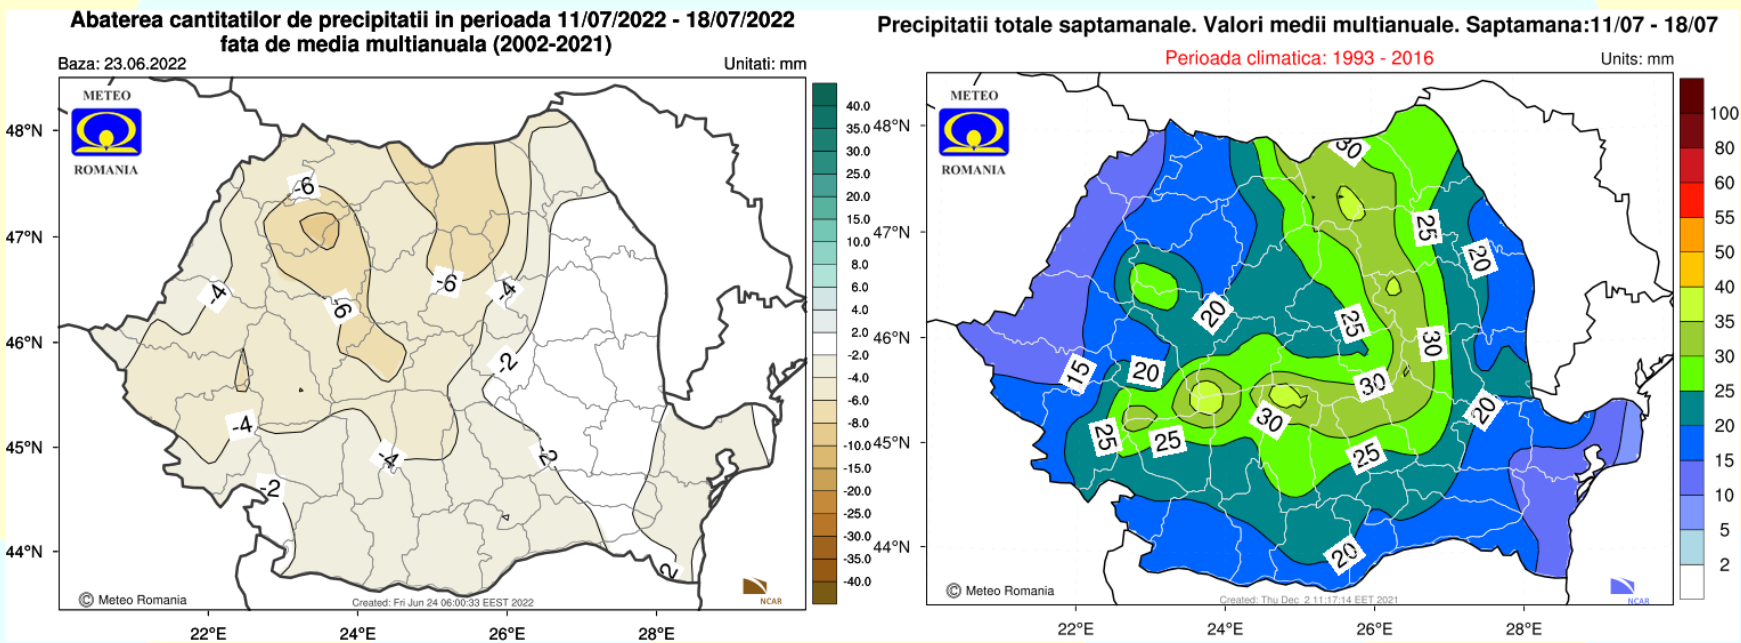 Abaterea cantitatilor de precipitatii in perioada 11/07/2022 - 18/07/2022
fata de media multianuala (2002-2021)
Baza: 23.06.2022
Unitati: mm
METEO
ROMANIA
48°N
47°N
46°N
45°N
44°N
-6
-6
-4
-4
-6
-2
-4
-4
-2
-2
2
40.0
35.0
30.0
25.0
20.0
15.0
10.0
8.0
6.0
4.0
2.0
-2.0
-4.0
-6.0
-8.0
-10.0
-15.0
-20.0
-25.0
-30.0
-35.0
-40.0
© Meteo Romania
Created: Fri Jun 24 06:00:33 EEST 2022
NCAR
22°E
24°E
26°E
28°E
Precipitatii totale saptamanale. Valori medii multianuale. Saptamana:11/07 - 18/07
Perioada climatica: 1993 - 2016
Units: mm
METEO
ROMANIA
48°N
47°N
46°N
45°N
44°N
30
25
20
20
25
30
15
20
30
30
20
25
25
25
20
100
80
60
55
50
40
35
30
25
20
15
10
5
2
© Meteo Romania
Created: Thu Dec 2 11:17:14 EET 2021
NCAR
22°E
24°E
26°E
28°E